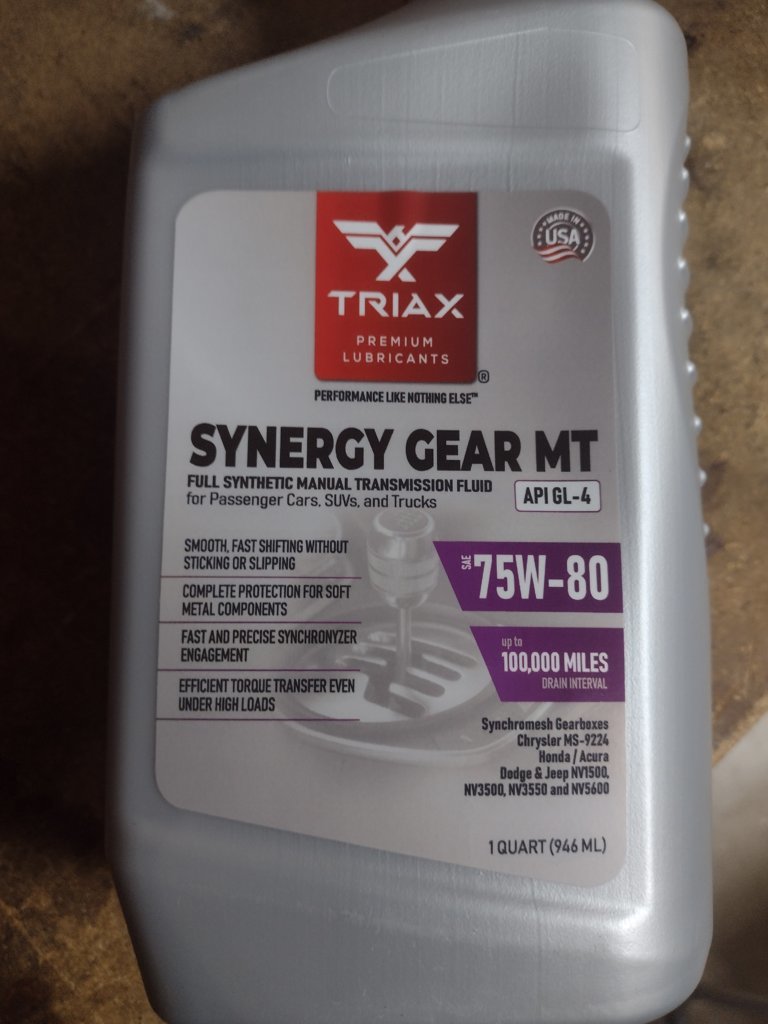 MADE IN
USA
TRIAX
PREMIUM
LUBRICANTS
®
PERFORMANCE LIKE NOTHING ELSE™
SYNERGY GEAR MT
FULL SYNTHETIC MANUAL TRANSMISSION FLUID
for Passenger Cars, SUVs, and Trucks
API GL-4
SMOOTH, FAST SHIFTING WITHOUT
STICKING OR SLIPPING
COMPLETE PROTECTION FOR SOFT
METAL COMPONENTS
FAST AND PRECISE SYNCHRONYZER
ENGAGEMENT
EFFICIENT TORQUE TRANSFER EVEN
UNDER HIGH LOADS
SAE 75W-80
up to
100,000 MILES
DRAIN INTERVAL
Synchromesh Gearboxes
Chrysler MS-9224
Honda / Acura
Dodge & Jeep NV1500,
NV3500, NV3550 and NV5600
1 QUART (946 ML)